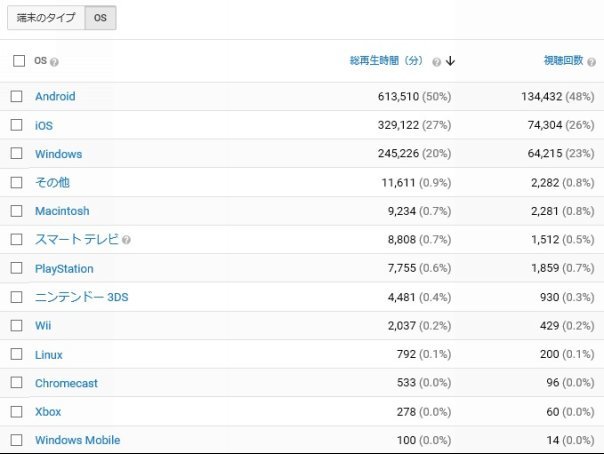 端末のタイプ OS
OS 総再生時間（分） 視聴回数
Android 613,510 (50%) 134,432 (48%)
iOS 329,122 (27%) 74,304 (26%)
Windows 245,226 (20%) 64,215 (23%)
その他 11,611 (0.9%) 2,282 (0.8%)
Macintosh 9,234 (0.7%) 2,281 (0.8%)
スマート テレビ 8,808 (0.7%) 1,512 (0.5%)
PlayStation 7,755 (0.6%) 1,859 (0.7%)
ニンテンドー 3DS 4,481 (0.4%) 930 (0.3%)
Wii 2,037 (0.2%) 429 (0.2%)
Linux 792 (0.1%) 200 (0.1%)
Chromecast 533 (0.0%) 96 (0.0%)
Xbox 278 (0.0%) 60 (0.0%)
Windows Mobile 100 (0.0%) 14 (0.0%)